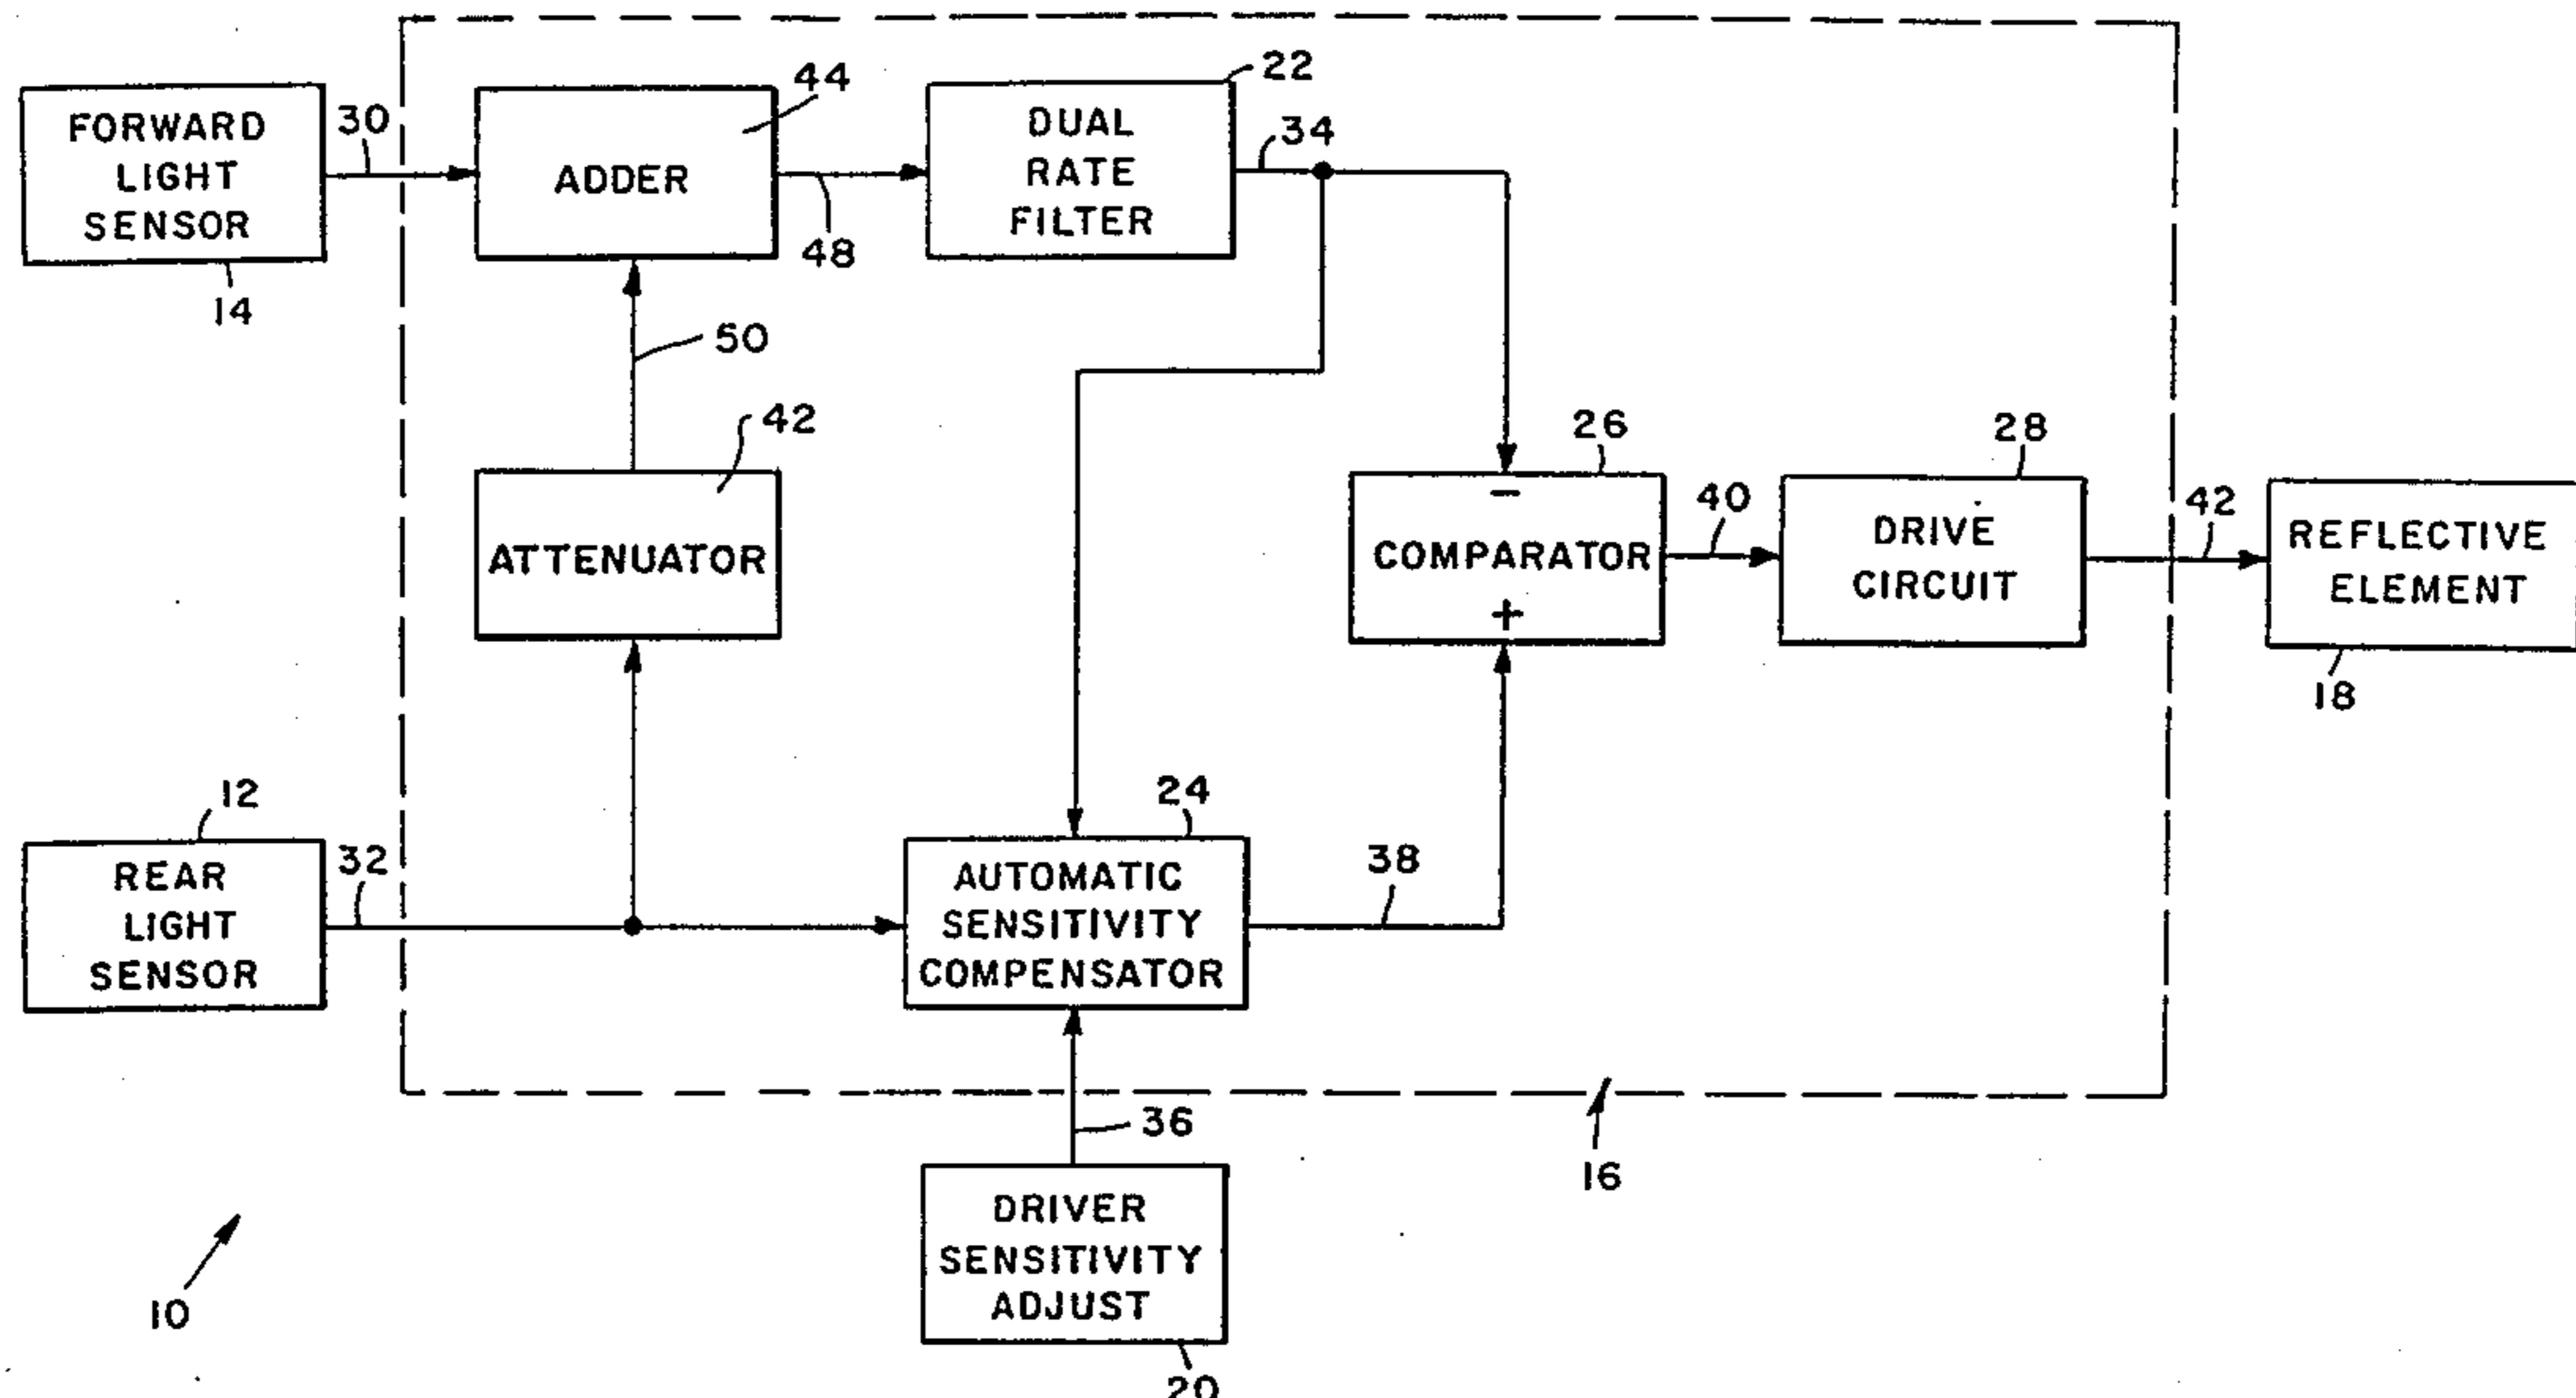 FORWARD
LIGHT
SENSOR
14
30
44
ADDER
48
22
DUAL
RATE
FILTER
34
50
42
ATTENUATOR
26
−
COMPARATOR
+
40
28
DRIVE
CIRCUIT
42
REFLECTIVE
ELEMENT
18
12
REAR
LIGHT
SENSOR
32
24
AUTOMATIC
SENSITIVITY
COMPENSATOR
38
36
16
DRIVER
SENSITIVITY
ADJUST
20
10